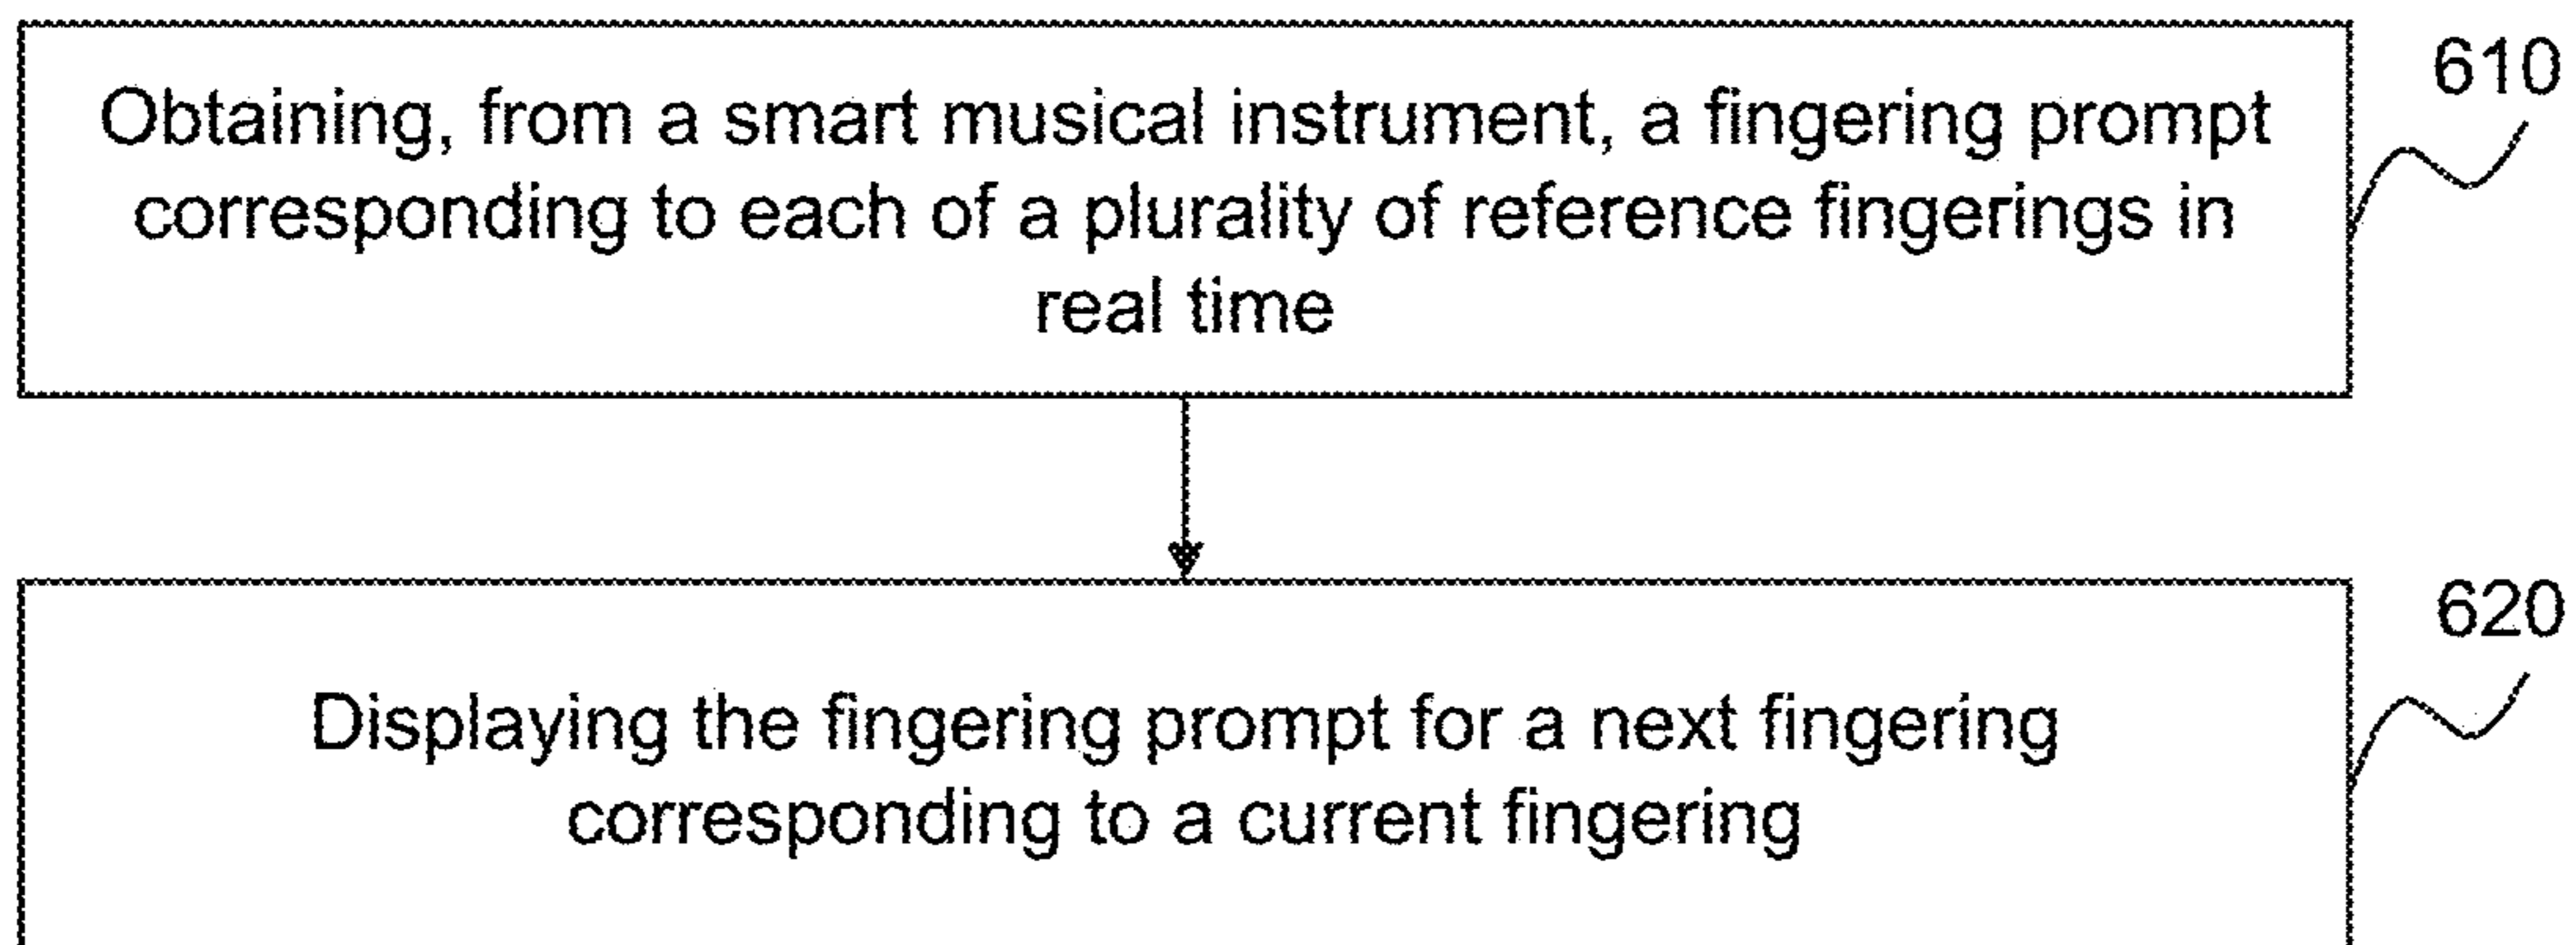 610
Obtaining, from a smart musical instrument, a fingering prompt
corresponding to each of a plurality of reference fingerings in
real time
620
Displaying the fingering prompt for a next fingering
corresponding to a current fingering